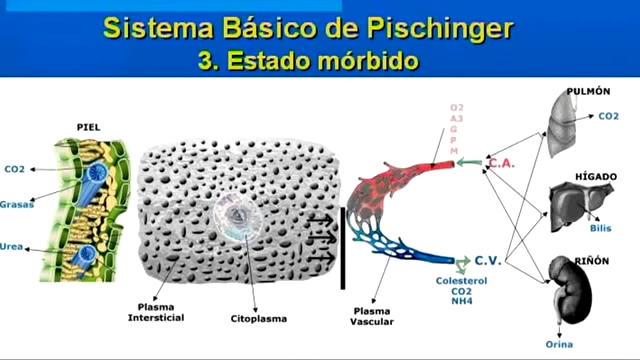 Sistema Básico de Pischinger
3. Estado mórbido
PIEL
CO2
Grasas
Urea
Plasma
Intersticial
Citoplasma
O2
A3
G
P
M
C.A.
C.V.
Colesterol
CO2
NH4
Plasma
Vascular
PULMÓN
CO2
HÍGADO
Bilis
RIÑÓN
Orina